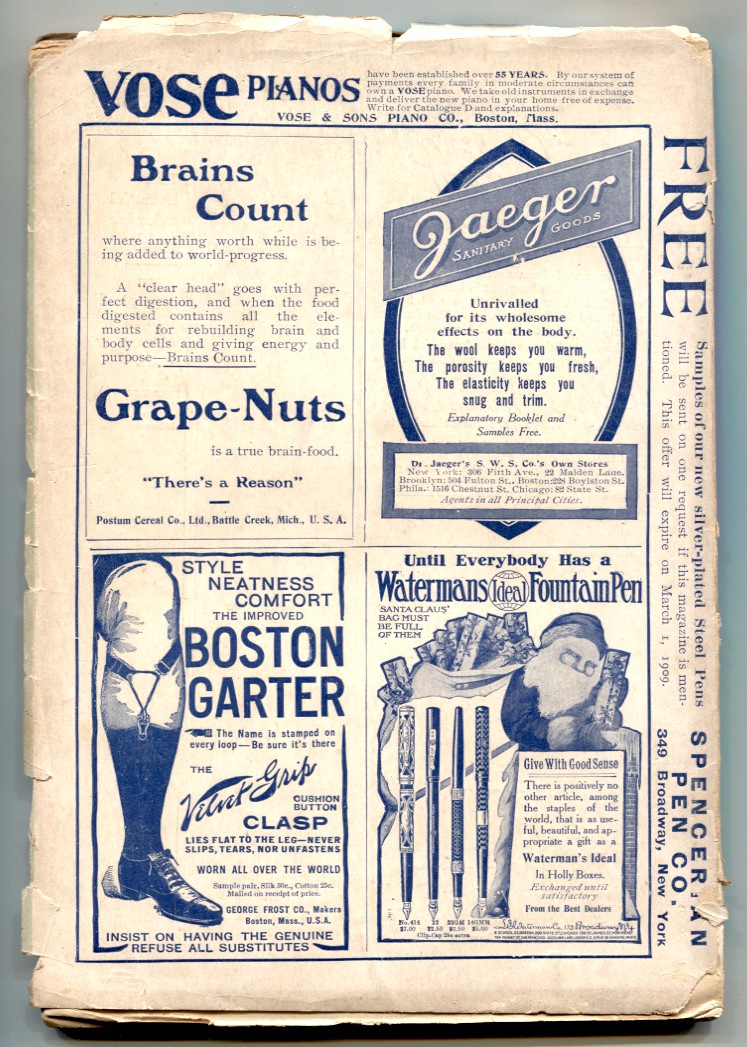 VOSE PIANOS
have been established over 55 YEARS. By our system of
payments every family in moderate circumstances can
own a VOSE piano. We take old instruments in exchange
and deliver the new piano in your home free of expense.
Write for Catalogue D and explanations.
VOSE & SONS PIANO CO., Boston, Mass.
Brains
Count
where anything worth while is be-
ing added to world-progress.
A "clear head" goes with per-
fect digestion, and when the food
digested contains all the ele-
ments for rebuilding brain and
body cells and giving energy and
purpose—Brains Count.
Grape-Nuts
is a true brain-food.
"There's a Reason"
Postum Cereal Co., Ltd., Battle Creek, Mich., U. S. A.
Jaeger
SANITARY GOODS
Unrivalled
for its wholesome
effects on the body.
The wool keeps you warm,
The porosity keeps you fresh,
The elasticity keeps you
snug and trim.
Explanatory Booklet and
Samples Free.
Dr. Jaeger's S. W. S. Co.'s Own Stores
New York: 306 Fifth Ave., 22 Maiden Lane.
Brooklyn: 504 Fulton St., Boston: 228 Boylston St.
Phila.: 1516 Chestnut St. Chicago: 82 State St.
Agents in all Principal Cities.
STYLE
NEATNESS
COMFORT
THE IMPROVED
BOSTON
GARTER
The Name is stamped on
every loop—Be sure it's there
THE
Velvet Grip
CUSHION
BUTTON
CLASP
LIES FLAT TO THE LEG—NEVER
SLIPS, TEARS, NOR UNFASTENS
WORN ALL OVER THE WORLD
Sample pair, Silk 50c., Cotton 25c.
Mailed on receipt of price.
GEORGE FROST CO., Makers
Boston, Mass., U.S.A.
INSIST ON HAVING THE GENUINE
REFUSE ALL SUBSTITUTES
Until Everybody Has a
Watermans Ideal Fountain Pen
'SANTA CLAUS'
BAG MUST
BE FULL
OF THEM
Give With Good Sense
There is positively no
other article, among
the staples of the
world, that is as use-
ful, beautiful, and ap-
propriate a gift as a
Waterman's Ideal
In Holly Boxes.
Exchanged until
satisfactory
From the Best Dealers
Clip-Cap 25c extra
173 Broadway, N.Y.
FREE
Samples of our new silver-plated Steel Pens
will be sent on one request if this magazine is men-
tioned. This offer will expire on March 1, 1909.
SPENCERIAN
PEN CO.
349 Broadway, New York